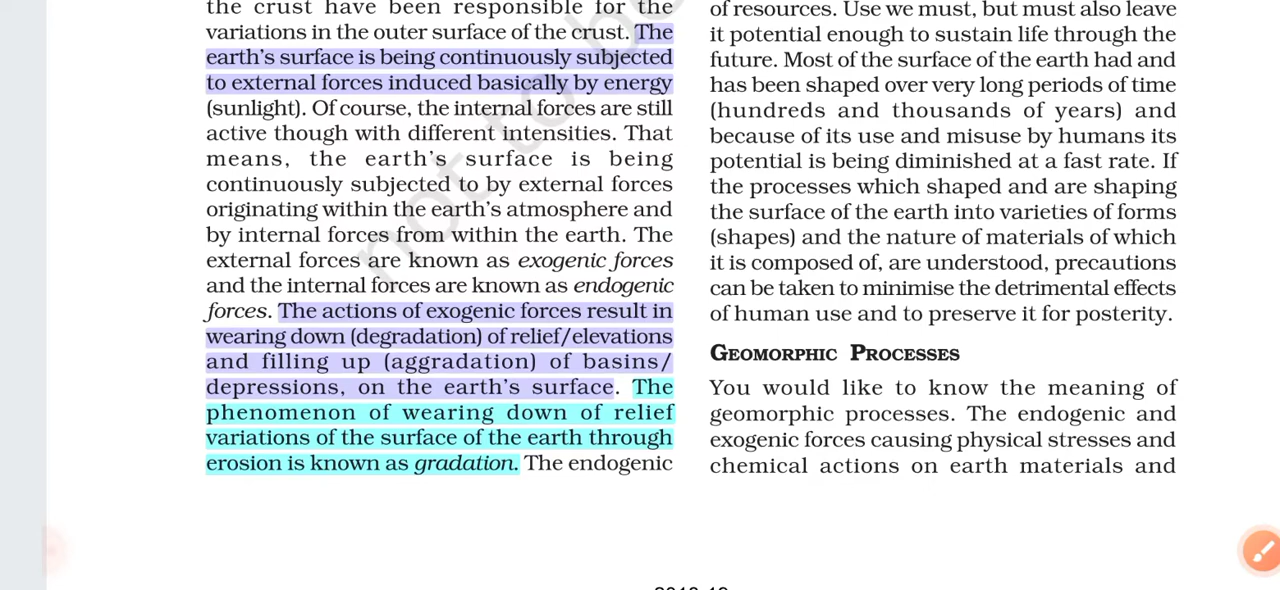 the crust have been responsible for the
variations in the outer surface of the crust. The
earth's surface is being continuously subjected
to external forces induced basically by energy
(sunlight). Of course, the internal forces are still
active though with different intensities. That
means, the earth's surface is being
continuously subjected to by external forces
originating within the earth's atmosphere and
by internal forces from within the earth. The
external forces are known as exogenic forces
and the internal forces are known as endogenic
forces. The actions of exogenic forces result in
wearing down (degradation) of relief/elevations
and filling up (aggradation) of basins/
depressions, on the earth's surface. The
phenomenon of wearing down of relief
variations of the surface of the earth through
erosion is known as gradation. The endogenic
of resources. Use we must, but must also leave
it potential enough to sustain life through the
future. Most of the surface of the earth had and
has been shaped over very long periods of time
(hundreds and thousands of years) and
because of its use and misuse by humans its
potential is being diminished at a fast rate. If
the processes which shaped and are shaping
the surface of the earth into varieties of forms
(shapes) and the nature of materials of which
it is composed of, are understood, precautions
can be taken to minimise the detrimental effects
of human use and to preserve it for posterity.
GEOMORPHIC PROCESSES
You would like to know the meaning of
geomorphic processes. The endogenic and
exogenic forces causing physical stresses and
chemical actions on earth materials and
not to be